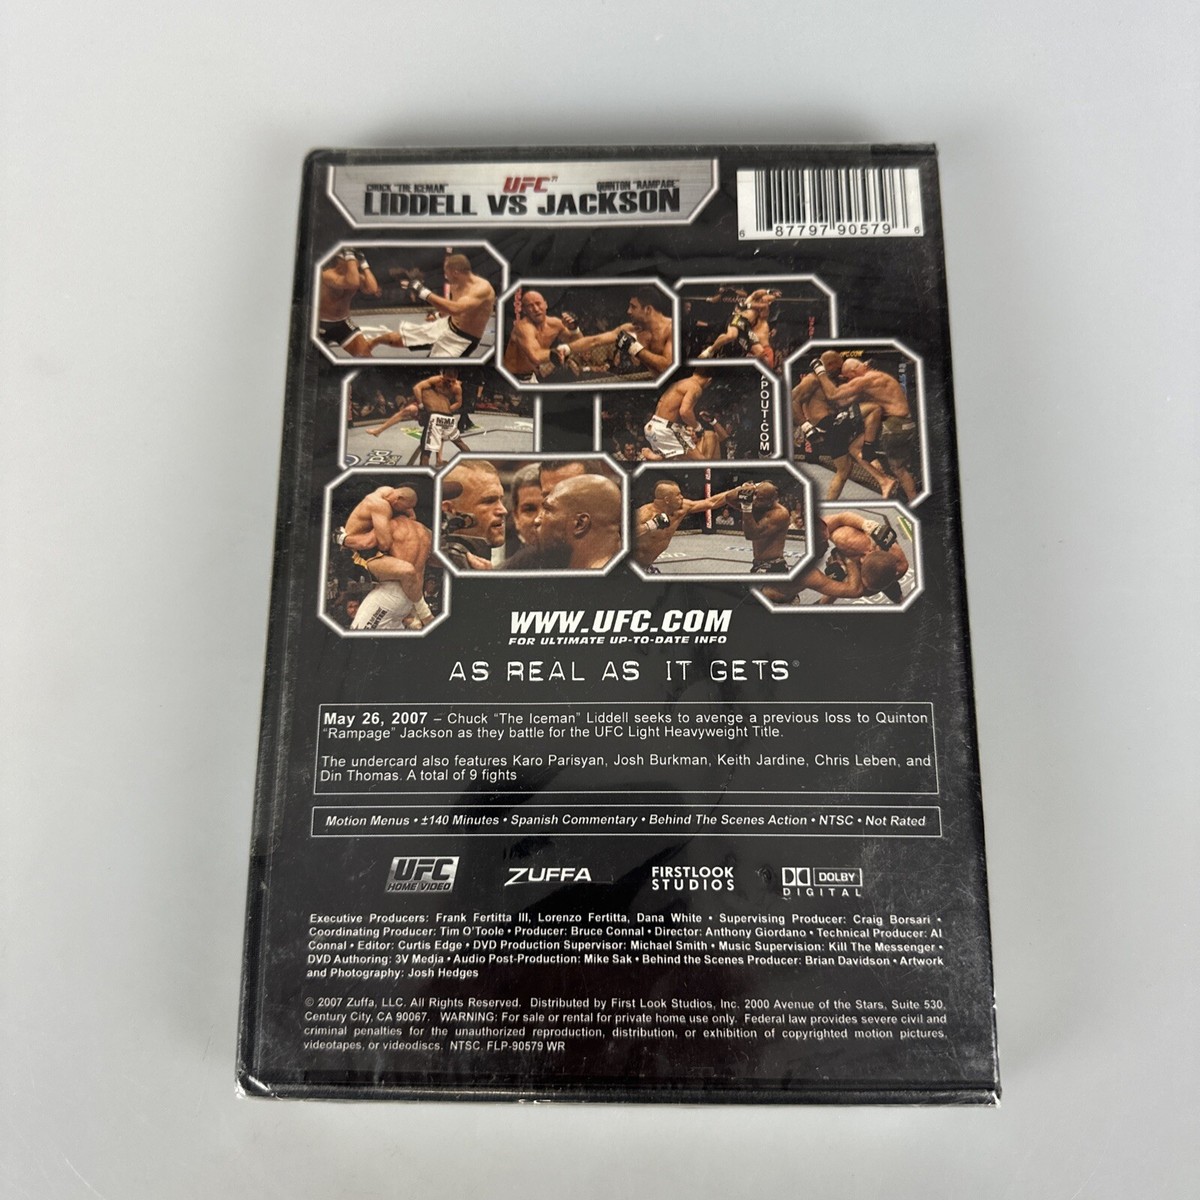 CHUCK "THE ICEMAN" UFC 71 QUINTON "RAMPAGE"
LIDDELL VS JACKSON
6 87797 90579 6
POUT.COM
WWW.UFC.COM
FOR ULTIMATE UP-TO-DATE INFO
AS REAL AS IT GETS®
May 26, 2007 – Chuck "The Iceman" Liddell seeks to avenge a previous loss to Quinton
"Rampage" Jackson as they battle for the UFC Light Heavyweight Title.
The undercard also features Karo Parisyan, Josh Burkman, Keith Jardine, Chris Leben, and
Din Thomas. A total of 9 fights
Motion Menus • ±140 Minutes • Spanish Commentary • Behind The Scenes Action • NTSC • Not Rated
UFC
HOME VIDEO
ZUFFA
FIRSTLOOK
STUDIOS
DOLBY
DIGITAL
Executive Producers: Frank Fertitta III, Lorenzo Fertitta, Dana White • Supervising Producer: Craig Borsari •
Coordinating Producer: Tim O'Toole • Producer: Bruce Connal • Director: Anthony Giordano • Technical Producer: Al
Connal • Editor: Curtis Edge • DVD Production Supervisor: Michael Smith • Music Supervision: Kill The Messenger •
DVD Authoring: 3V Media • Audio Post-Production: Mike Sak • Behind the Scenes Producer: Brian Davidson • Artwork
and Photography: Josh Hedges
© 2007 Zuffa, LLC. All Rights Reserved. Distributed by First Look Studios, Inc. 2000 Avenue of the Stars, Suite 530,
Century City, CA 90067. WARNING: For sale or rental for private home use only. Federal law provides severe civil and
criminal penalties for the unauthorized reproduction, distribution, or exhibition of copyrighted motion pictures,
videotapes, or videodiscs. NTSC. FLP-90579 WR